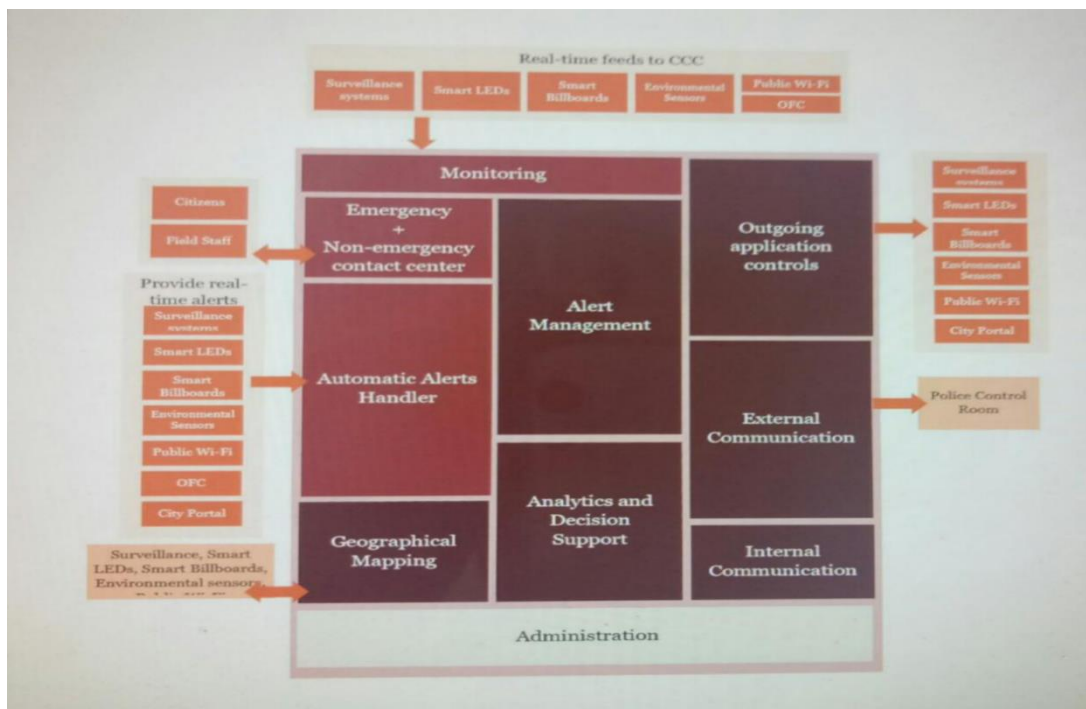 Real-time feeds to CCC
Surveillance
systems
Smart LEDs
Smart
Billboards
Environmental
Sensors
Public Wi-Fi
OFC
Monitoring
Citizens
Field Staff
Emergency
+
Non-emergency
contact center
Provide real-
time alerts
Surveillance
systems
Smart LEDs
Smart
Billboards
Environmental
Sensors
Public Wi-Fi
OFC
City Portal
Automatic Alerts
Handler
Surveillance, Smart
LEDs, Smart Billboards,
Environmental sensors,
Public Wi-Fi
Geographical
Mapping
Alert
Management
Analytics and
Decision
Support
Outgoing
application
controls
External
Communication
Internal
Communication
Surveillance
systems
Smart LEDs
Smart
Billboards
Environmental
Sensors
Public Wi-Fi
City Portal
Police Control
Room
Administration